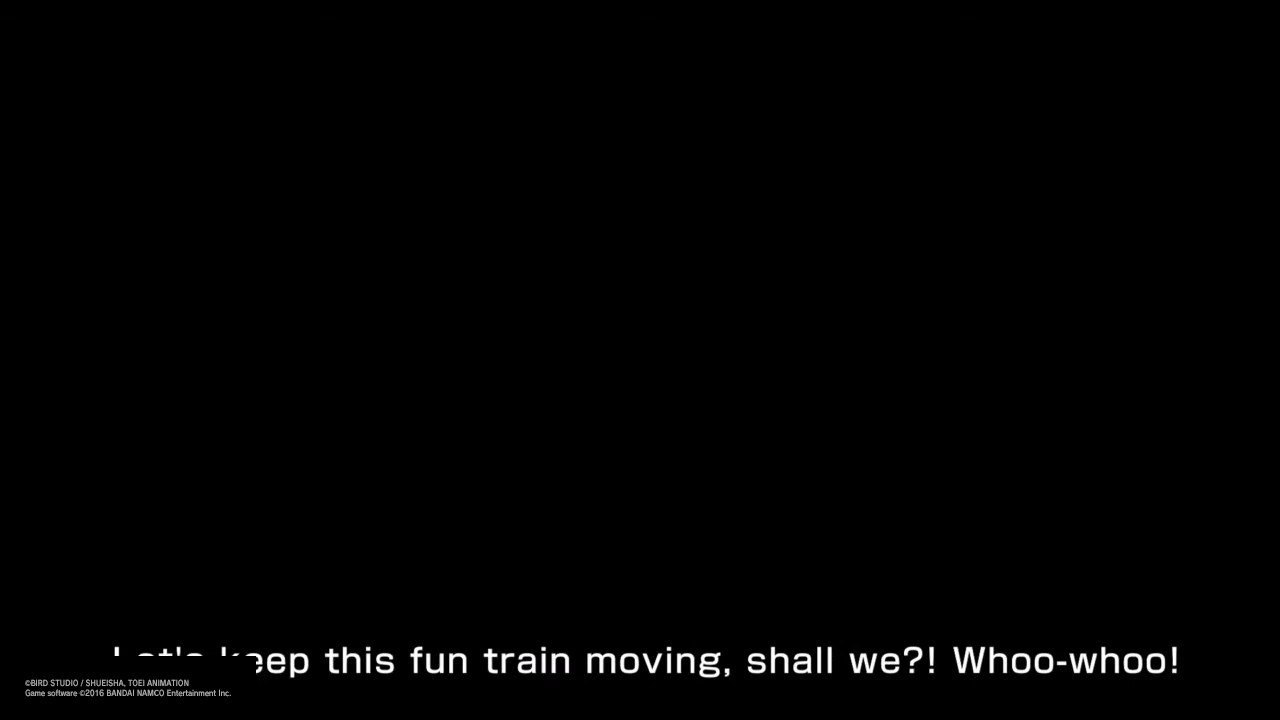 Let's keep this fun train moving, shall we?! Whoo-whoo!
©BIRD STUDIO / SHUEISHA, TOEI ANIMATION
Game software ©2016 BANDAI NAMCO Entertainment Inc.